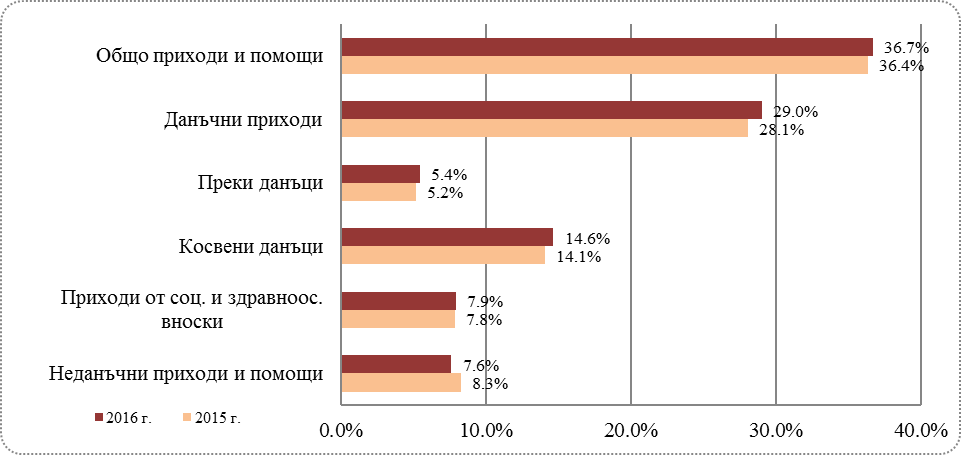 Общо приходи и помощи
36.7%
36.4%
Данъчни приходи
29.0%
28.1%
Преки данъци
5.4%
5.2%
Косвени данъци
14.6%
14.1%
Приходи от соц. и здравноос.
вноски
7.9%
7.8%
Неданъчни приходи и помощи
7.6%
8.3%
2016 г. 2015 г.
0.0% 10.0% 20.0% 30.0% 40.0%